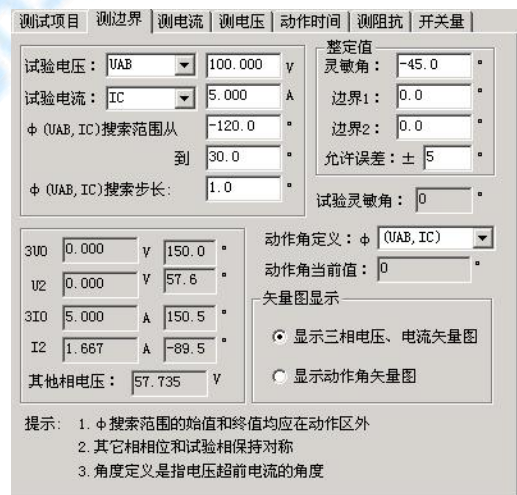 测试项目 测边界 测电流 测电压 动作时间 测阻抗 开关量
试验电压： UAB 100.000 V
试验电流： IC 5.000 A
φ (UAB, IC)搜索范围从 -120.0 °
到 30.0 °
φ (UAB, IC)搜索步长: 1.0 °
整定值
灵敏角： -45.0 °
边界1： 0.0 °
边界2： 0.0 °
允许误差：± 5 °
试验灵敏角： 0 °
3U0 0.000 V 150.0 °
U2 0.000 V 57.6 °
3I0 5.000 A 150.5 °
I2 1.667 A -89.5 °
其他相电压： 57.735 V
动作角定义：φ (UAB, IC)
动作角当前值： 0 °
矢量图显示
显示三相电压、电流矢量图
显示动作角矢量图
提示： 1. φ搜索范围的始值和终值均应在动作区外
2. 其它相相位和试验相保持对称
3. 角度定义是指电压超前电流的角度